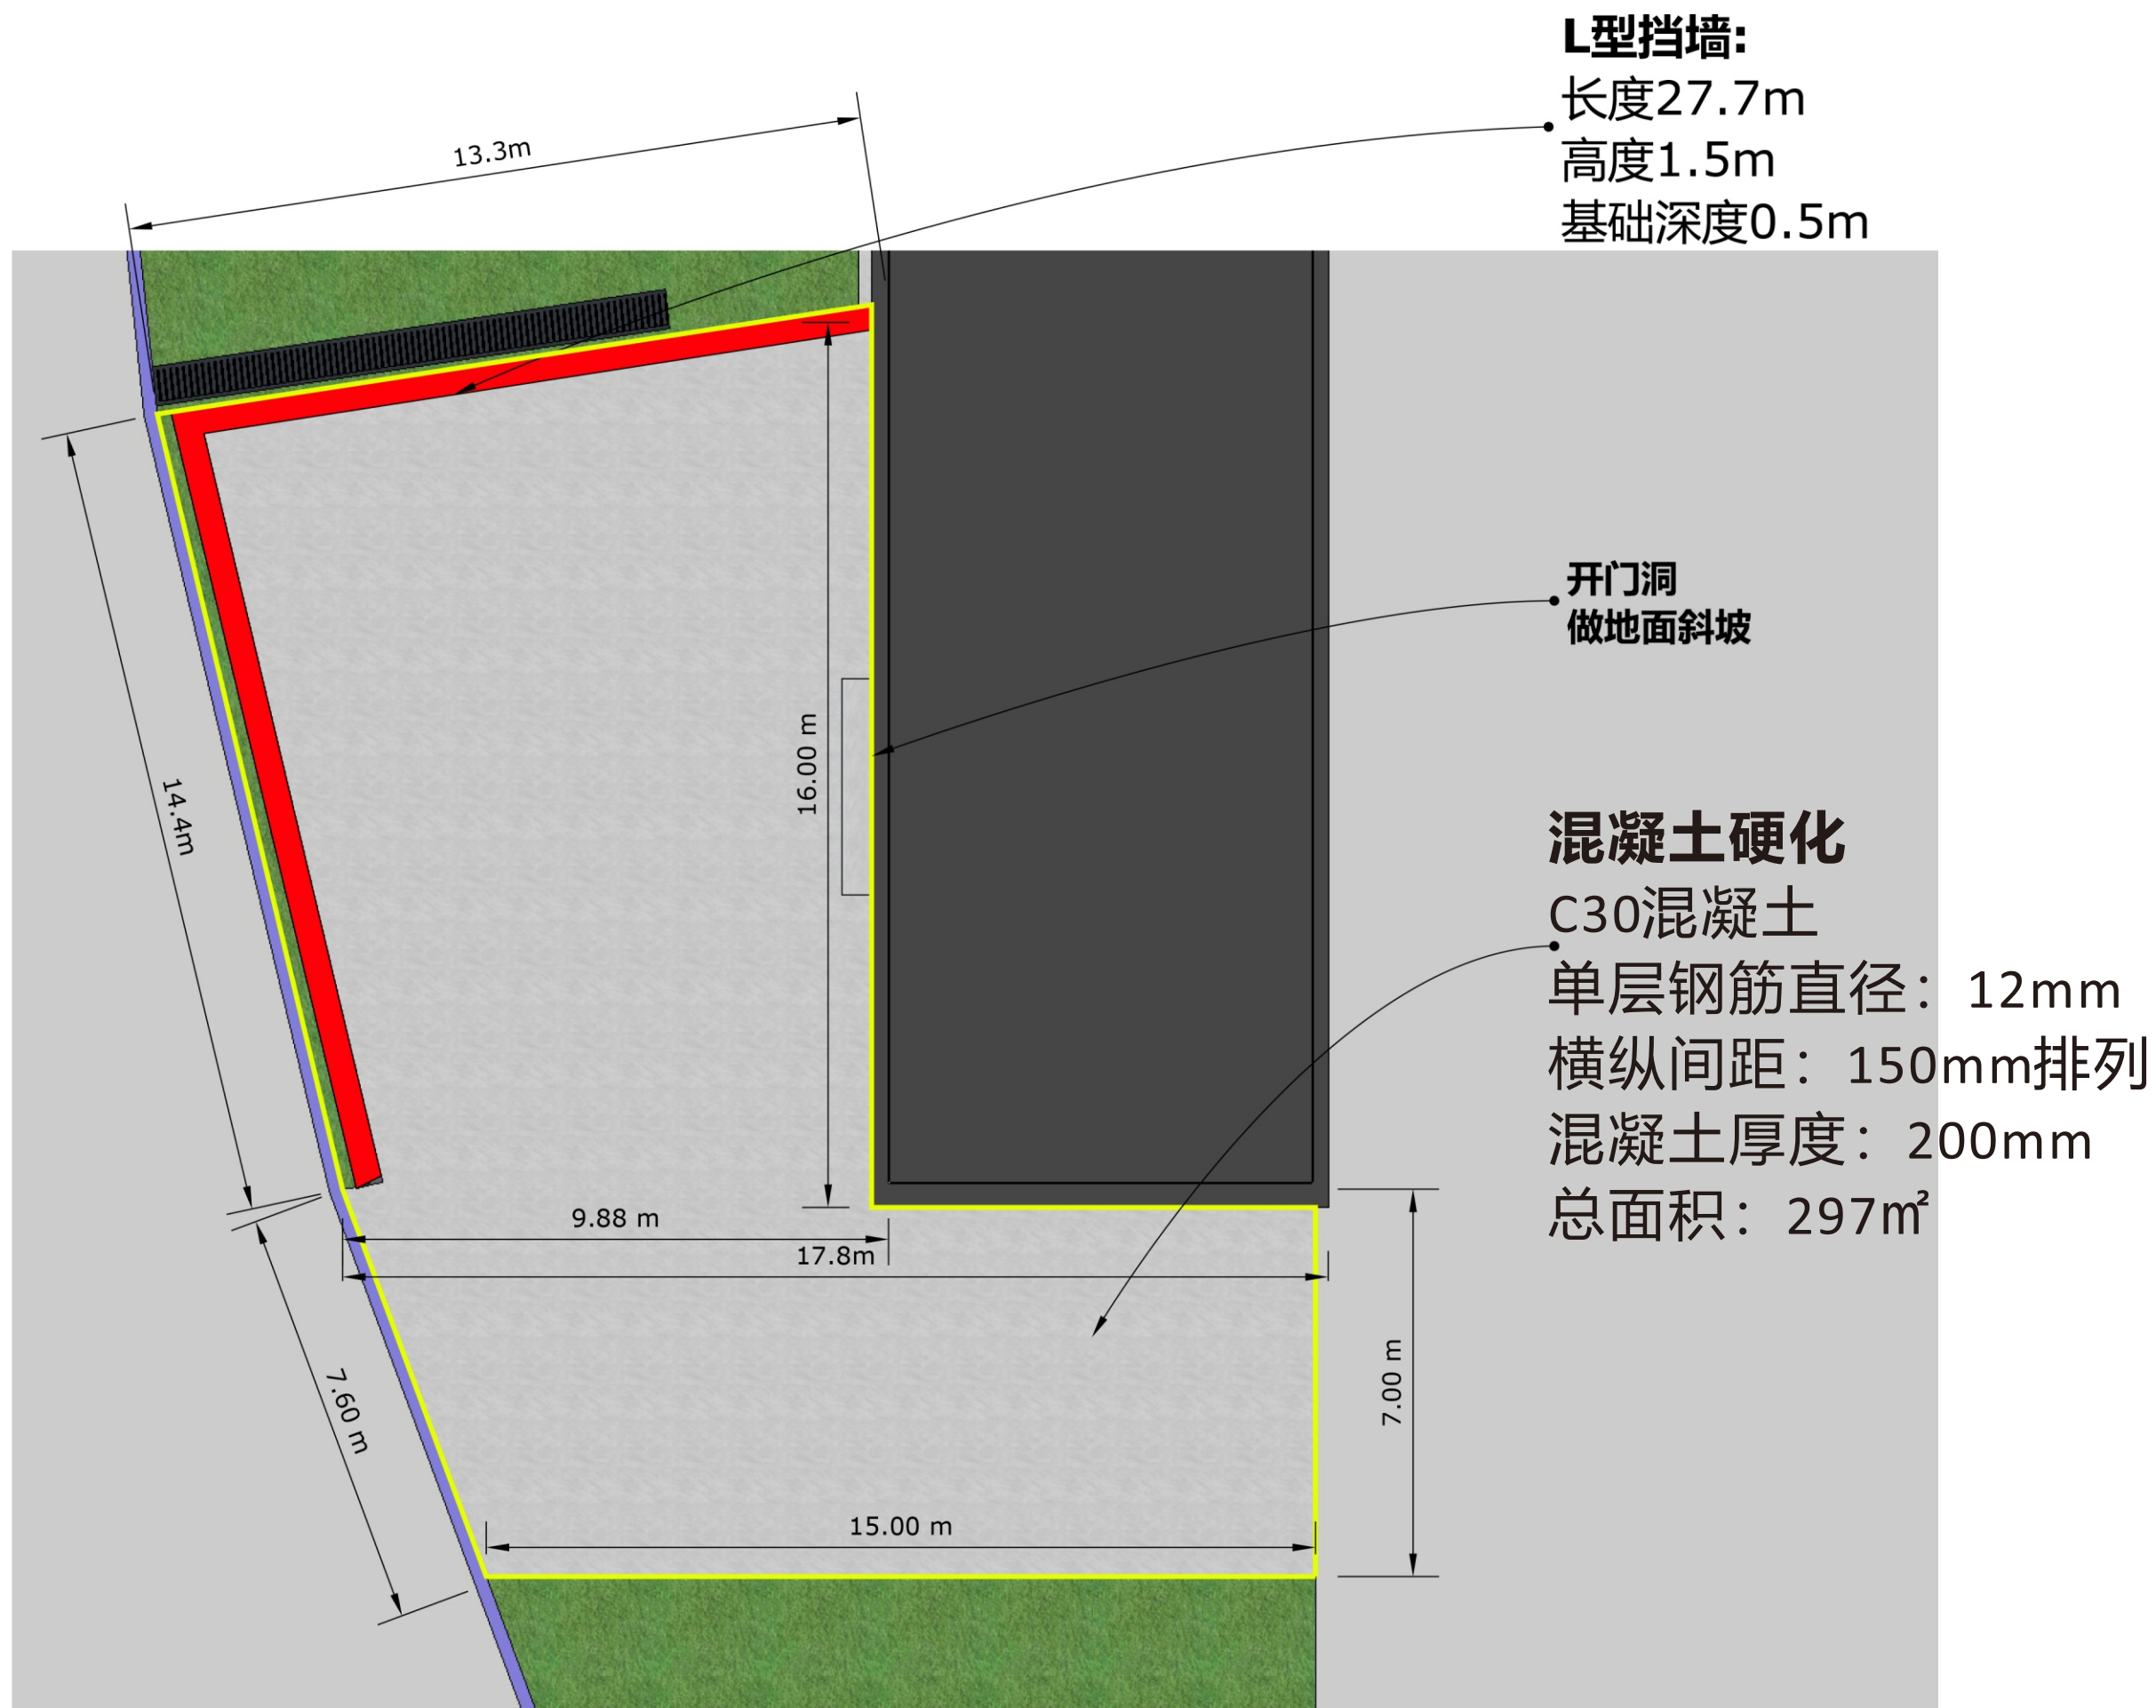 L型挡墙:
长度27.7m
高度1.5m
基础深度0.5m
13.3m
开门洞
做地面斜坡
16.00 m
14.4m
混凝土硬化
C30混凝土
单层钢筋直径：12mm
横纵间距：150mm排列
混凝土厚度：200mm
总面积：297㎡
9.88 m
17.8m
7.60 m
7.00 m
15.00 m